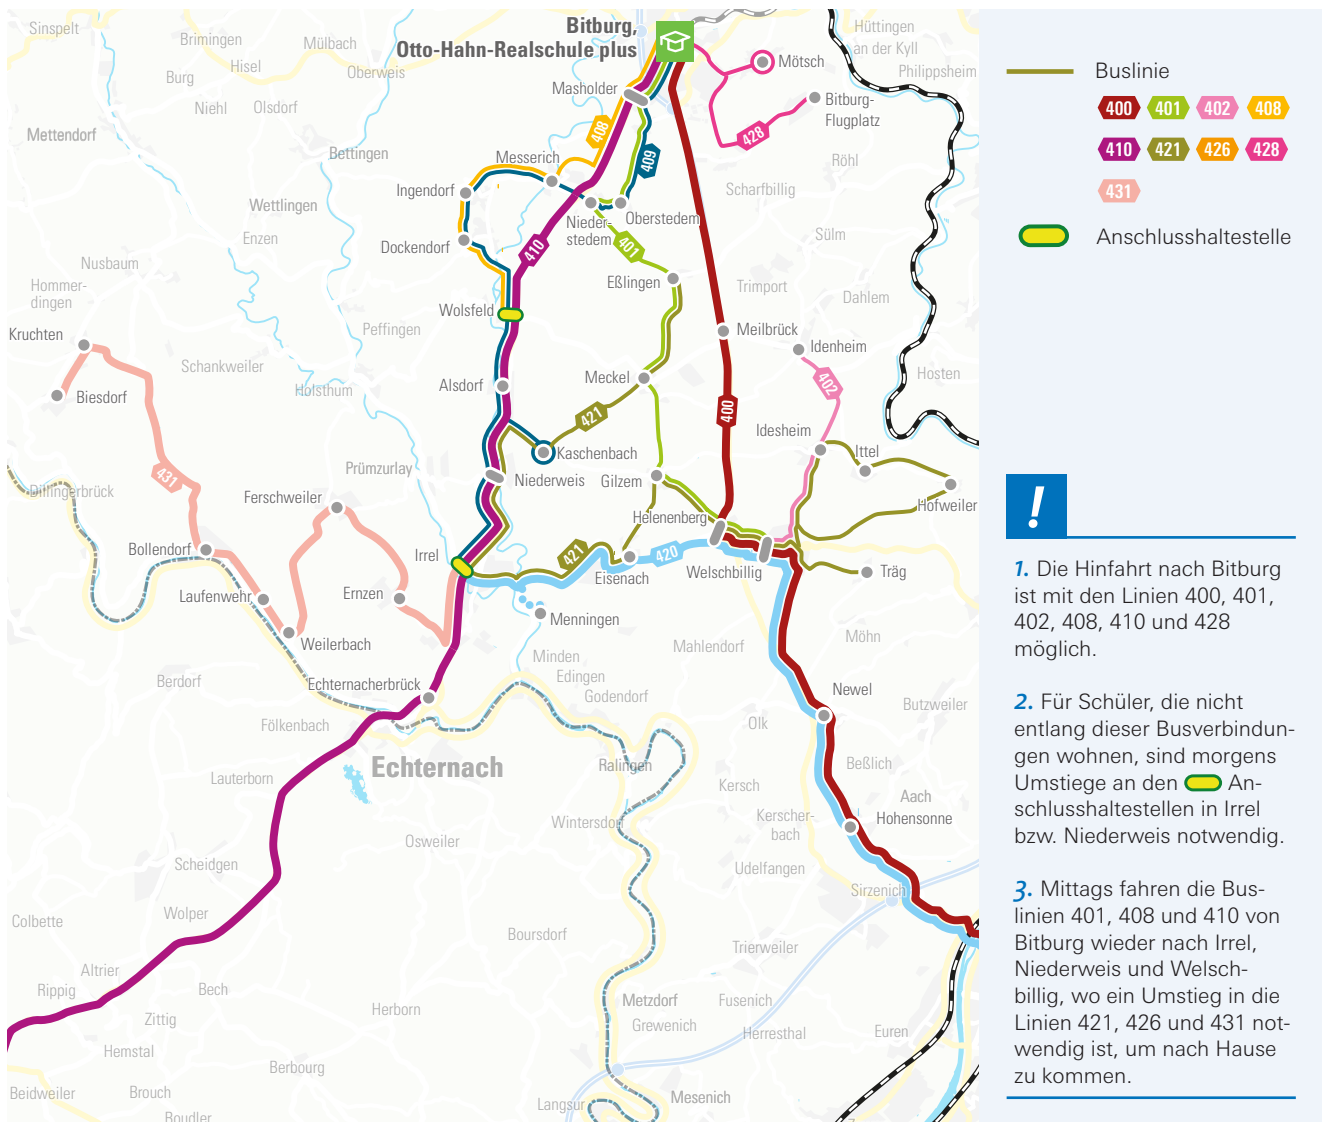 Bitburg,
Otto-Hahn-Realschule plus
Sinspelt
Brimingen
Mülbach
Hisel
Oberweis
Burg
Niehl
Olsdorf
Mettendorf
Bettingen
Wettlingen
Enzen
Nusbaum
Hommer-
dingen
Kruchten
Biesdorf
Schankweiler
Peffingen
Holsthum
Prümzurlay
Dillingerbrück
Masholder
Messerich
Ingendorf
Dockendorf
Wolsfeld
Alsdorf
Nieder-
stedem
Oberstedem
Eßlingen
Meckel
Kaschenbach
Niederweis
Gilzem
Helenenberg
Irrel
Eisenach
Welschbillig
Menningen
Minden
Edingen
Godendorf
Ralingen
Wintersdorf
Mötsch
Bitburg-
Flugplatz
Hüttingen
an der Kyll
Philippsheim
Röhl
Scharfbillig
Sülm
Trimport
Dahlem
Meilbrück
Idenheim
Hosten
Idesheim
Ittel
Hofweiler
Träg
Möhn
Mahlendorf
Newel
Butzweiler
Olk
Beßlich
Kersch
Aach
Hohensonne
Kerscher-
bach
Udelfangen
Sirzenich
Trierweiler
Fusenich
Herresthal
Euren
Metzdorf
Grewenich
Mesenich
Langsur
Ferschweiler
Bollendorf
Laufenwehr
Ernzen
Weilerbach
Echternacherbrück
Berdorf
Fölkenbach
Echternach
Lauterborn
Osweiler
Scheidgen
Wolper
Colbette
Boursdorf
Altrier
Rippig
Bech
Herborn
Zittig
Hemstal
Berbourg
Beidweiler
Brouch
Boudler
408
409
410
401
428
400
402
421
421
420
431
Buslinie
400 401 402 408
410 421 426 428
431
Anschlusshaltestelle
!
1. Die Hinfahrt nach Bitburg
ist mit den Linien 400, 401,
402, 408, 410 und 428
möglich.
2. Für Schüler, die nicht
entlang dieser Busverbindun-
gen wohnen, sind morgens
Umstiege an den An-
schlusshaltestellen in Irrel
bzw. Niederweis notwendig.
3. Mittags fahren die Bus-
linien 401, 408 und 410 von
Bitburg wieder nach Irrel,
Niederweis und Welsch-
billig, wo ein Umstieg in die
Linien 421, 426 und 431 not-
wendig ist, um nach Hause
zu kommen.